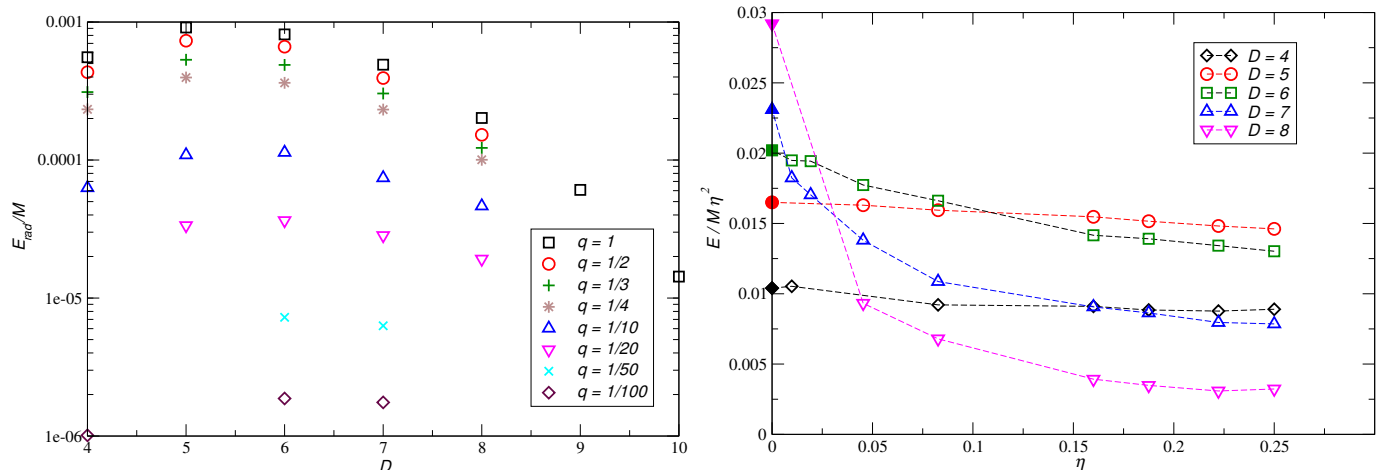 0.001
0.0001
1e-05
1e-06
E_rad/M
4
5
6
7
8
9
10
D
q = 1
q = 1/2
q = 1/3
q = 1/4
q = 1/10
q = 1/20
q = 1/50
q = 1/100
0.03
0.025
0.02
0.015
0.01
0.005
0
E / M η²
0
0.05
0.1
0.15
0.2
0.25
η
D = 4
D = 5
D = 6
D = 7
D = 8